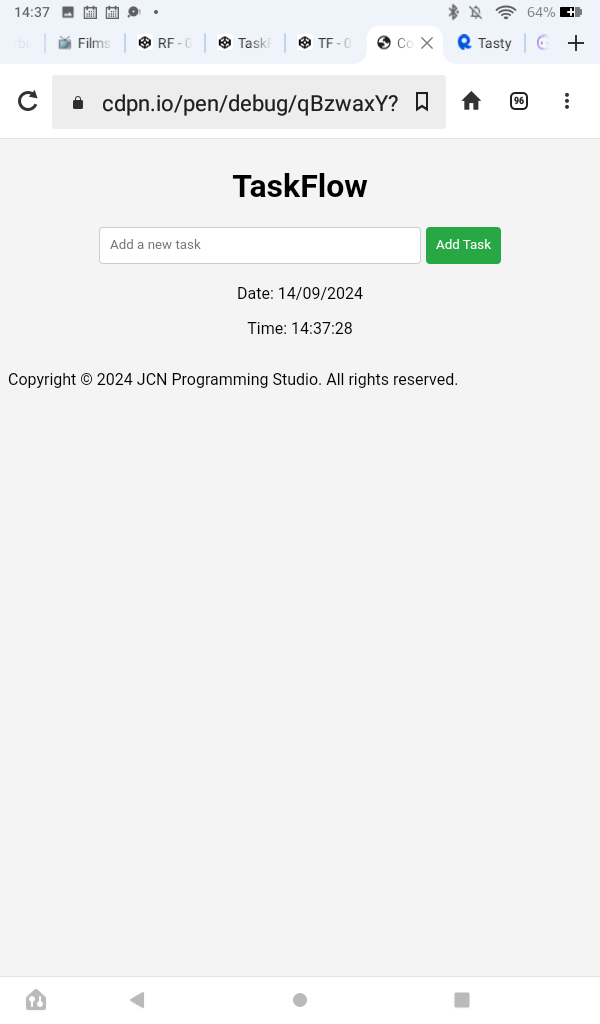 14:37
64%
Films
RF - 0
TaskF
TF - 0
Co
Tasty
cdpn.io/pen/debug/qBzwaxY?
96
TaskFlow
Add a new task
Add Task
Date: 14/09/2024
Time: 14:37:28
Copyright © 2024 JCN Programming Studio. All rights reserved.